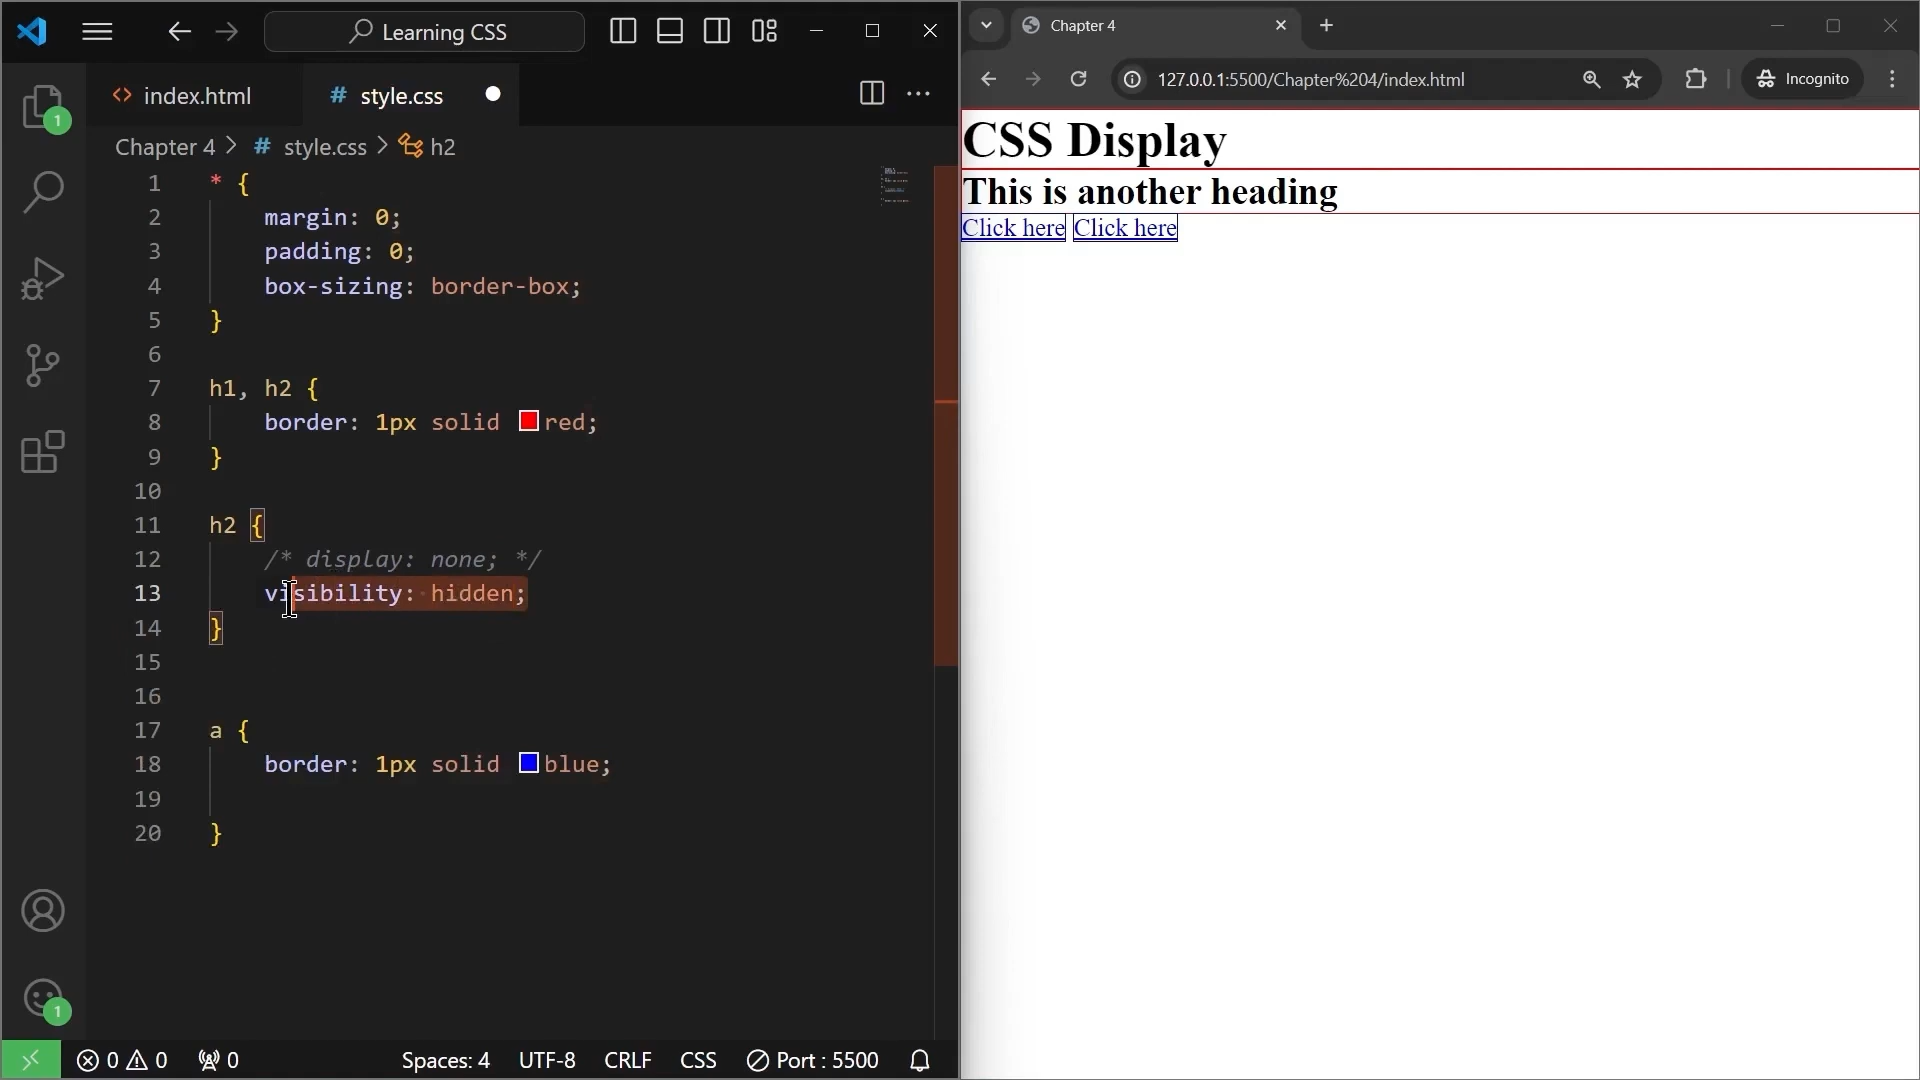 Learning CSS
index.html
# style.css
Chapter 4 > # style.css > h2
1 * {
2 margin: 0;
3 padding: 0;
4 box-sizing: border-box;
5 }
6
7 h1, h2 {
8 border: 1px solid red;
9 }
10
11 h2 {
12 /* display: none; */
13 visibility: hidden;
14 }
15
16
17 a {
18 border: 1px solid blue;
19
20 }
1
1
0 0 0 Spaces: 4 UTF-8 CRLF CSS Port : 5500
Chapter 4
127.0.0.1:5500/Chapter%204/index.html Incognito
CSS Display
This is another heading
Click here Click here